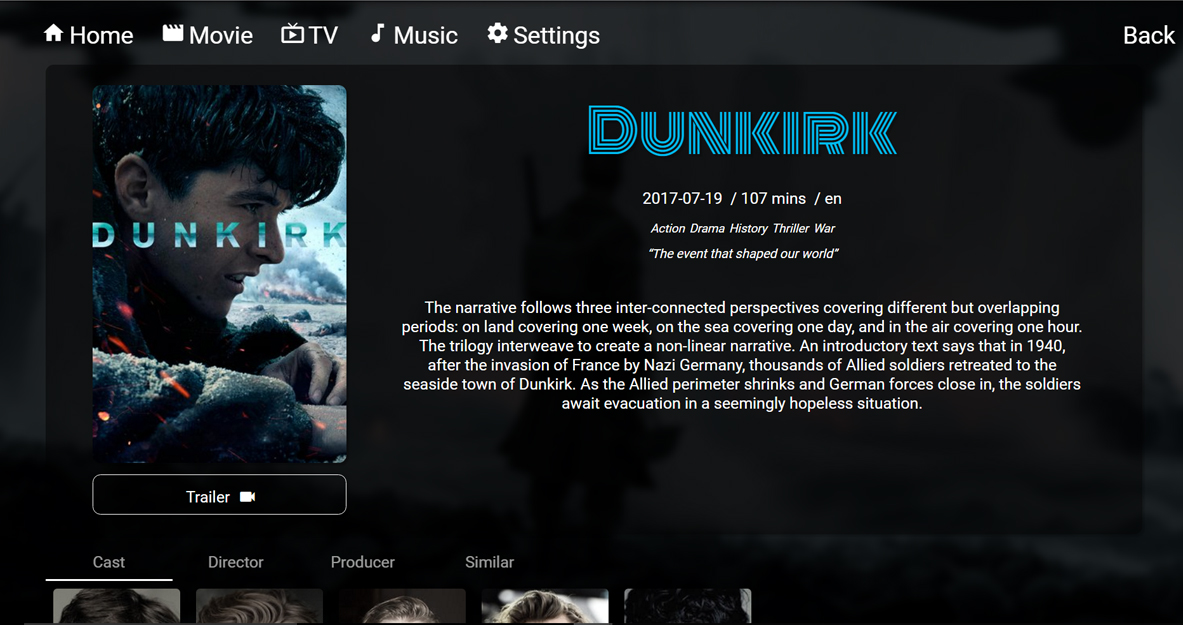 Home Movie TV Music Settings Back
DUNKIRK
DUNKIRK
2017-07-19 / 107 mins / en
Action Drama History Thriller War
“The event that shaped our world”
The narrative follows three inter-connected perspectives covering different but overlapping
periods: on land covering one week, on the sea covering one day, and in the air covering one hour.
The trilogy interweave to create a non-linear narrative. An introductory text says that in 1940,
after the invasion of France by Nazi Germany, thousands of Allied soldiers retreated to the
seaside town of Dunkirk. As the Allied perimeter shrinks and German forces close in, the soldiers
await evacuation in a seemingly hopeless situation.
Trailer
Cast Director Producer Similar